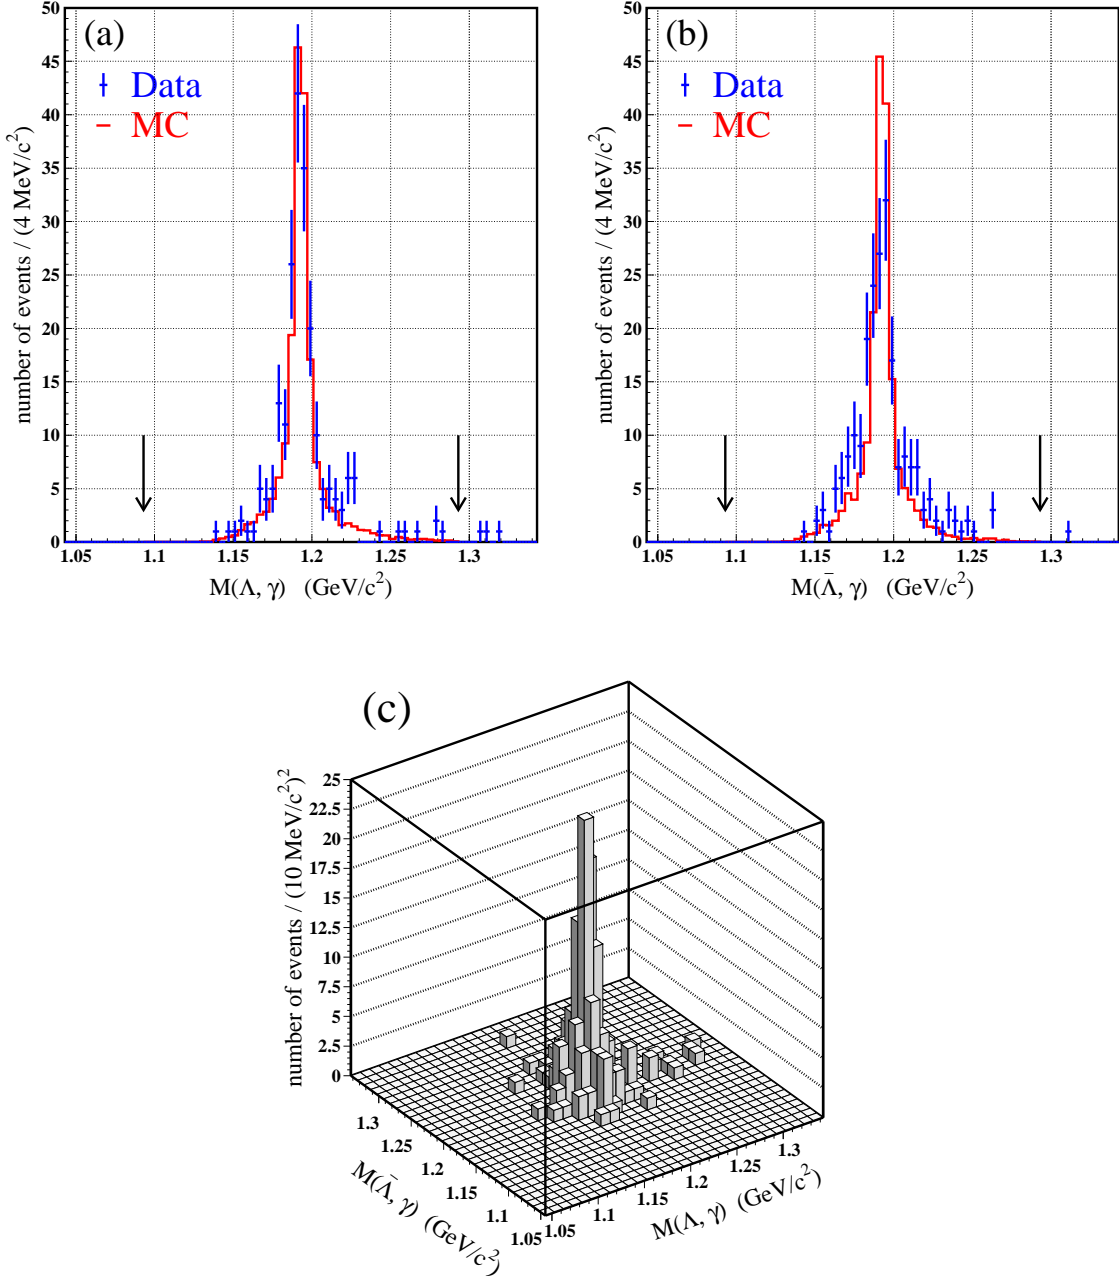 (a)
Data
MC
number of events / (4 MeV/c²)
50
45
40
35
30
25
20
15
10
5
0
1.05 1.1 1.15 1.2 1.25 1.3
M(Λ, γ) (GeV/c²)
(b)
Data
MC
number of events / (4 MeV/c²)
50
45
40
35
30
25
20
15
10
5
0
1.05 1.1 1.15 1.2 1.25 1.3
M(Λ̄, γ) (GeV/c²)
(c)
number of events / (10 MeV/c²)²
25
22.5
20
17.5
15
12.5
10
7.5
5
2.5
0
1.3
1.25
1.2
1.15
1.1
1.05
M(Λ̄, γ) (GeV/c²)
1.05
1.1
1.15
1.2
1.25
1.3
M(Λ, γ) (GeV/c²)